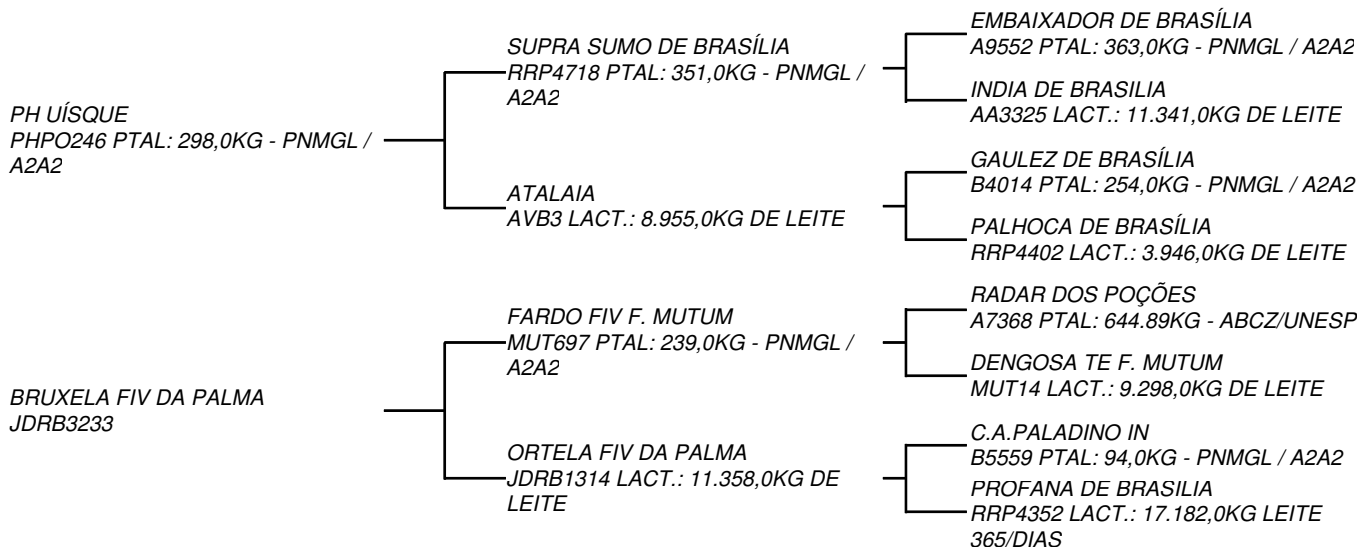 PH UÍSQUE
PHPO246 PTAL: 298,0KG - PNMGL /
A2A2
SUPRA SUMO DE BRASÍLIA
RRP4718 PTAL: 351,0KG - PNMGL /
A2A2
EMBAIXADOR DE BRASÍLIA
A9552 PTAL: 363,0KG - PNMGL / A2A2
INDIA DE BRASILIA
AA3325 LACT.: 11.341,0KG DE LEITE
ATALAIA
AVB3 LACT.: 8.955,0KG DE LEITE
GAULEZ DE BRASÍLIA
B4014 PTAL: 254,0KG - PNMGL / A2A2
PALHOCA DE BRASÍLIA
RRP4402 LACT.: 3.946,0KG DE LEITE
BRUXELA FIV DA PALMA
JDRB3233
FARDO FIV F. MUTUM
MUT697 PTAL: 239,0KG - PNMGL /
A2A2
RADAR DOS POÇÕES
A7368 PTAL: 644.89KG - ABCZ/UNESP
DENGOSA TE F. MUTUM
MUT14 LACT.: 9.298,0KG DE LEITE
ORTELA FIV DA PALMA
JDRB1314 LACT.: 11.358,0KG DE
LEITE
C.A.PALADINO IN
B5559 PTAL: 94,0KG - PNMGL / A2A2
PROFANA DE BRASILIA
RRP4352 LACT.: 17.182,0KG LEITE
365/DIAS